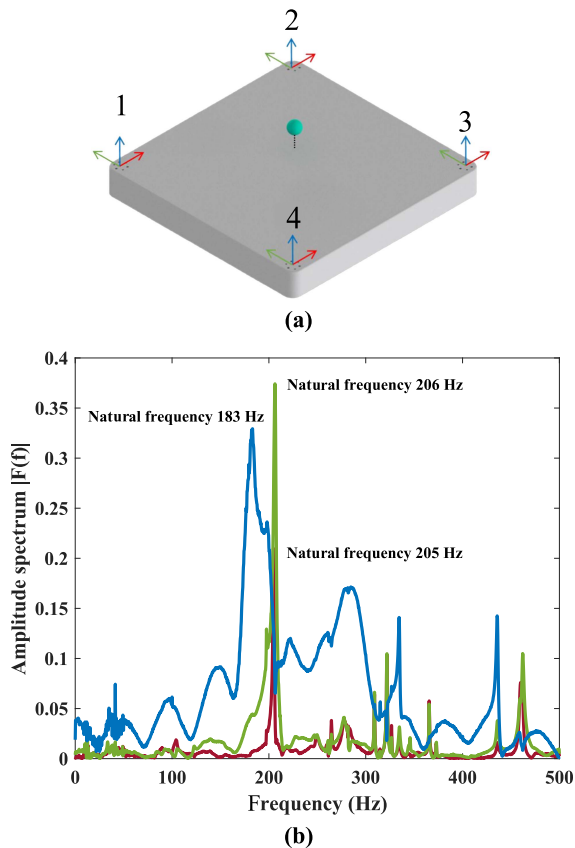 2
1
3
4
(a)
0.4
Natural frequency 206 Hz
0.35
Natural frequency 183 Hz
0.3
0.25
Natural frequency 205 Hz
0.2
0.15
0.1
0.05
0
Amplitude spectrum |F(f)|
0 100 200 300 400 500
Frequency (Hz)
(b)